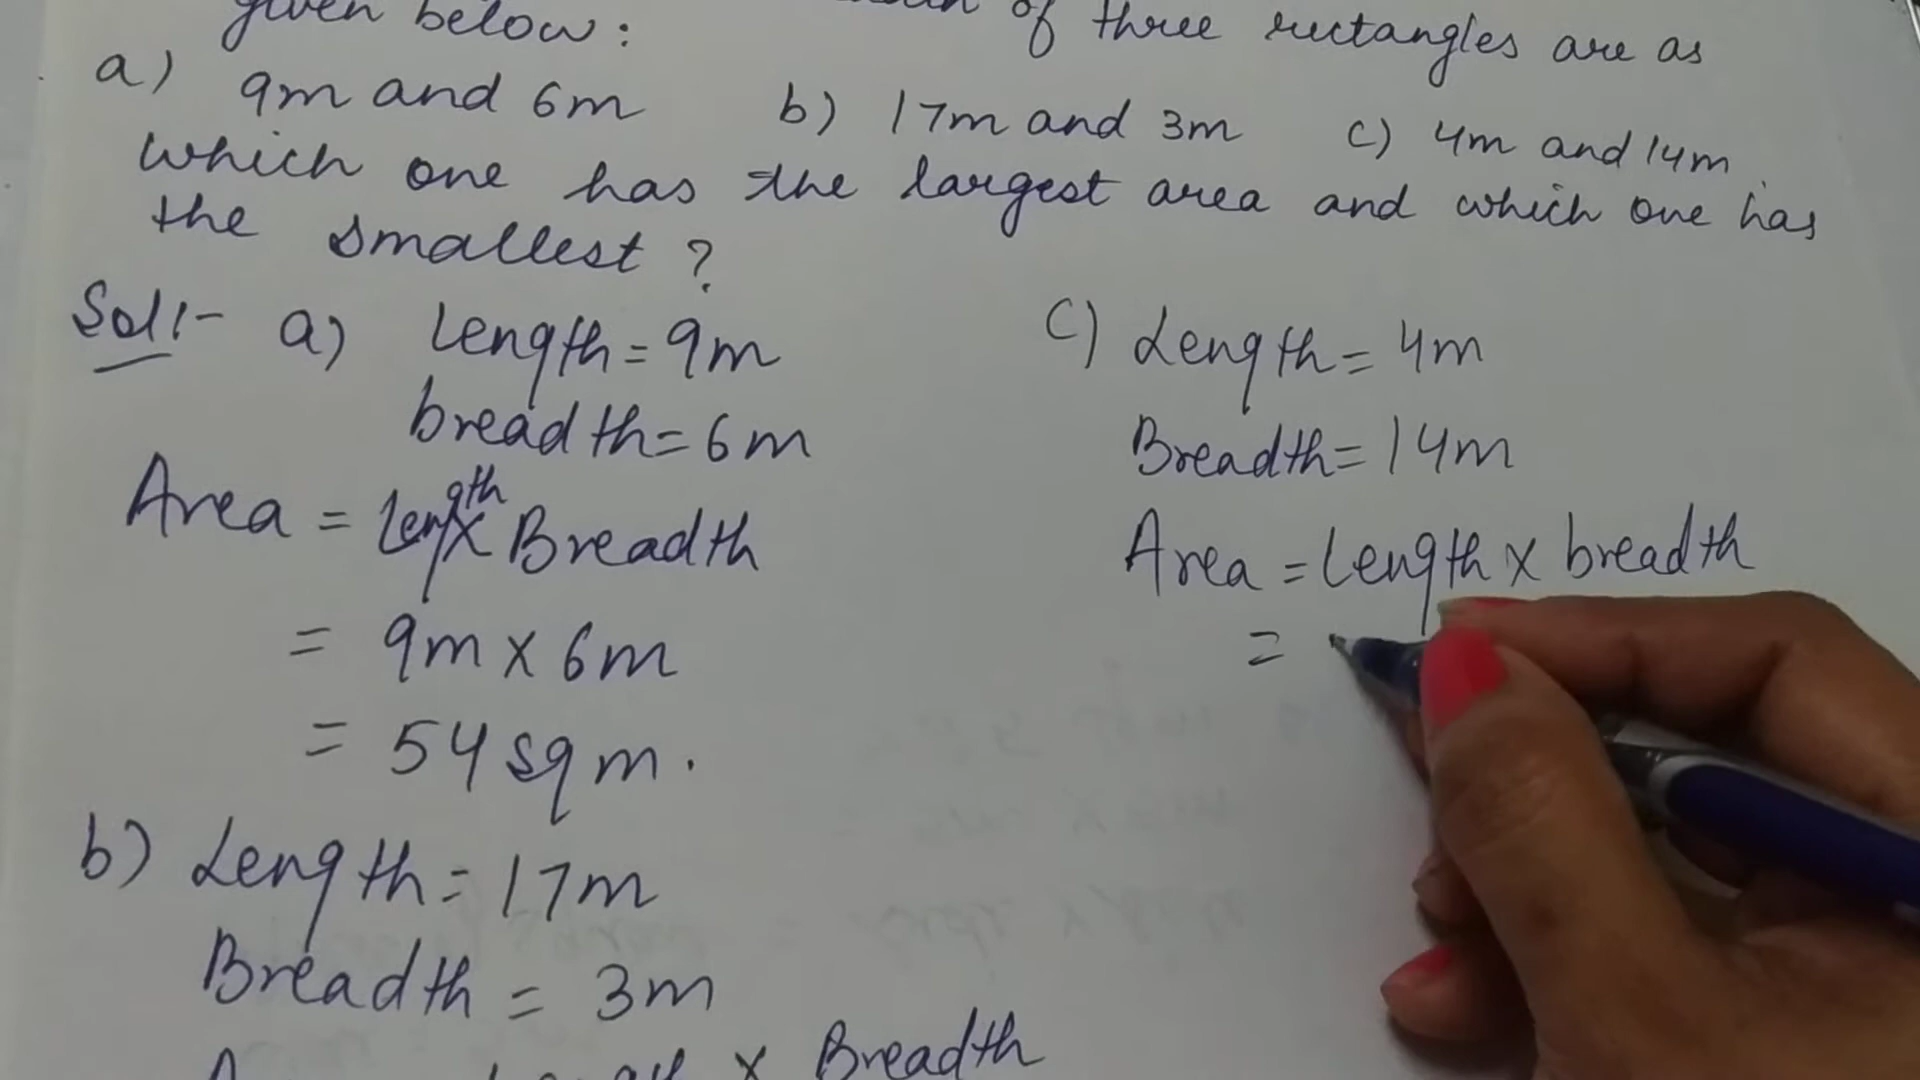 given below: of three rectangles are as
a) 9m and 6m b) 17m and 3m c) 4m and 14m
which one has the largest area and which one has
the smallest?
Sol:- a) Length = 9m
breadth = 6m
Area = Length x Breadth
= 9m x 6m
= 54 sq m.
b) Length = 17m
Breadth = 3m
x Breadth
C) Length = 4m
Breadth = 14m
Area = Length x breadth
=